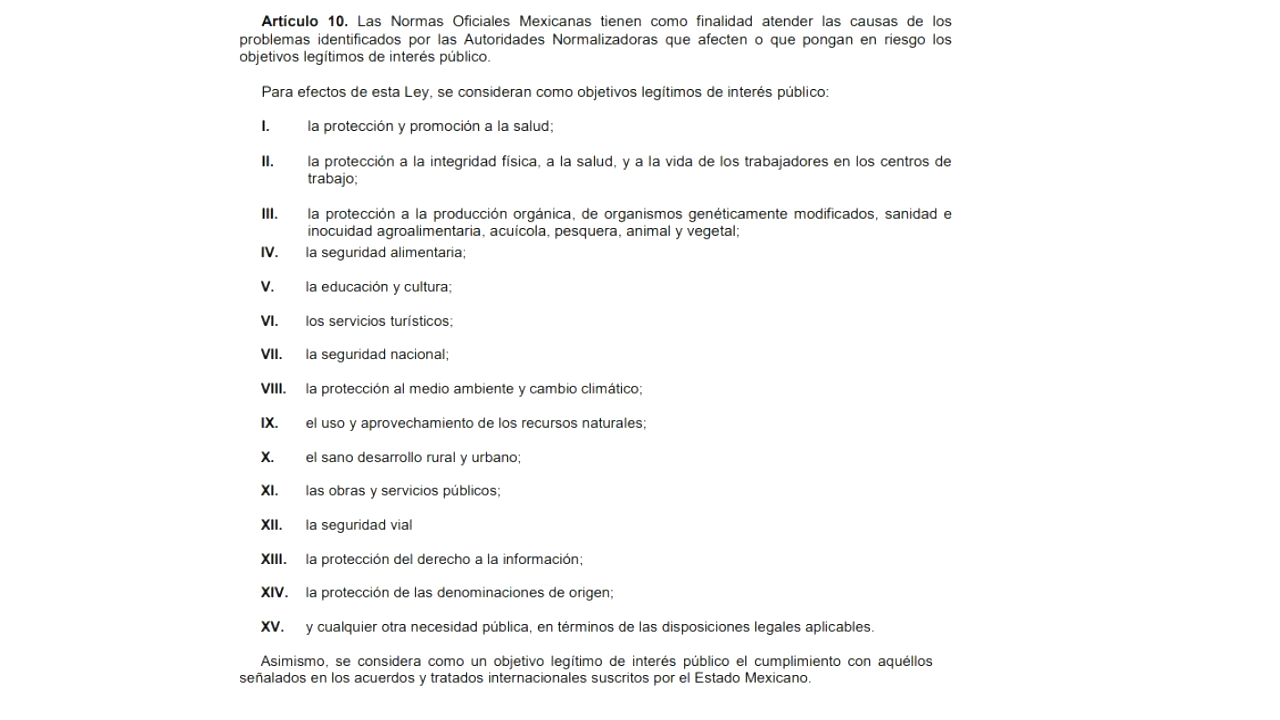 Artículo 10. Las Normas Oficiales Mexicanas tienen como finalidad atender las causas de los
problemas identificados por las Autoridades Normalizadoras que afecten o que pongan en riesgo los
objetivos legítimos de interés público.
Para efectos de esta Ley, se consideran como objetivos legítimos de interés público:
I. la protección y promoción a la salud;
II. la protección a la integridad física, a la salud, y a la vida de los trabajadores en los centros de
trabajo;
III. la protección a la producción orgánica, de organismos genéticamente modificados, sanidad e
inocuidad agroalimentaria, acuícola, pesquera, animal y vegetal;
IV. la seguridad alimentaria;
V. la educación y cultura;
VI. los servicios turísticos;
VII. la seguridad nacional;
VIII. la protección al medio ambiente y cambio climático;
IX. el uso y aprovechamiento de los recursos naturales;
X. el sano desarrollo rural y urbano;
XI. las obras y servicios públicos;
XII. la seguridad vial
XIII. la protección del derecho a la información;
XIV. la protección de las denominaciones de origen;
XV. y cualquier otra necesidad pública, en términos de las disposiciones legales aplicables.
Asimismo, se considera como un objetivo legítimo de interés público el cumplimiento con aquéllos
señalados en los acuerdos y tratados internacionales suscritos por el Estado Mexicano.